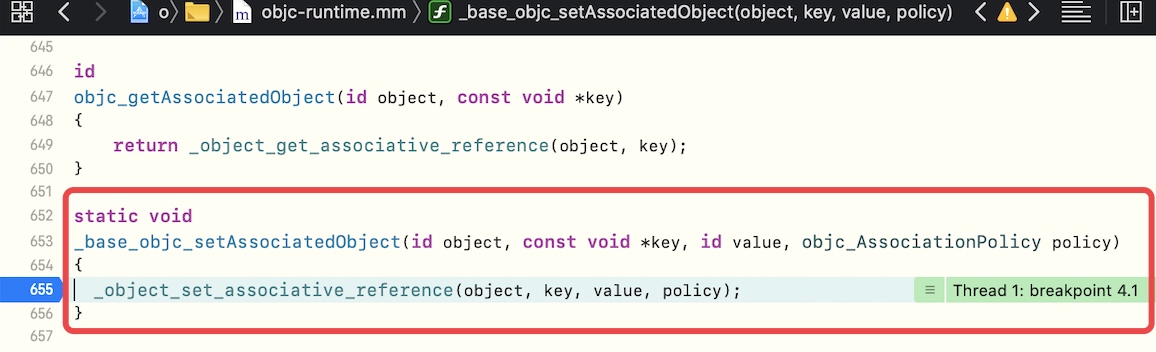 o objc-runtime.mm _base_objc_setAssociatedObject(object, key, value, policy)
645
646 id
647 objc_getAssociatedObject(id object, const void *key)
648 {
649 return _object_get_associative_reference(object, key);
650 }
651
652 static void
653 _base_objc_setAssociatedObject(id object, const void *key, id value, objc_AssociationPolicy policy)
654 {
655 _object_set_associative_reference(object, key, value, policy); Thread 1: breakpoint 4.1
656 }
657